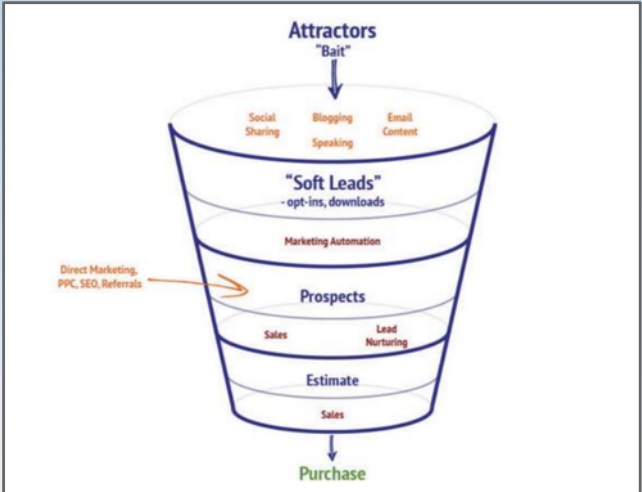 Attractors
“Bait”
Social Blogging Email
Sharing Content
Speaking
“Soft Leads”
- opt-ins, downloads
Marketing Automation
Direct Marketing,
PPC, SEO, Referrals
Prospects
Sales Lead
Nurturing
Estimate
Sales
Purchase